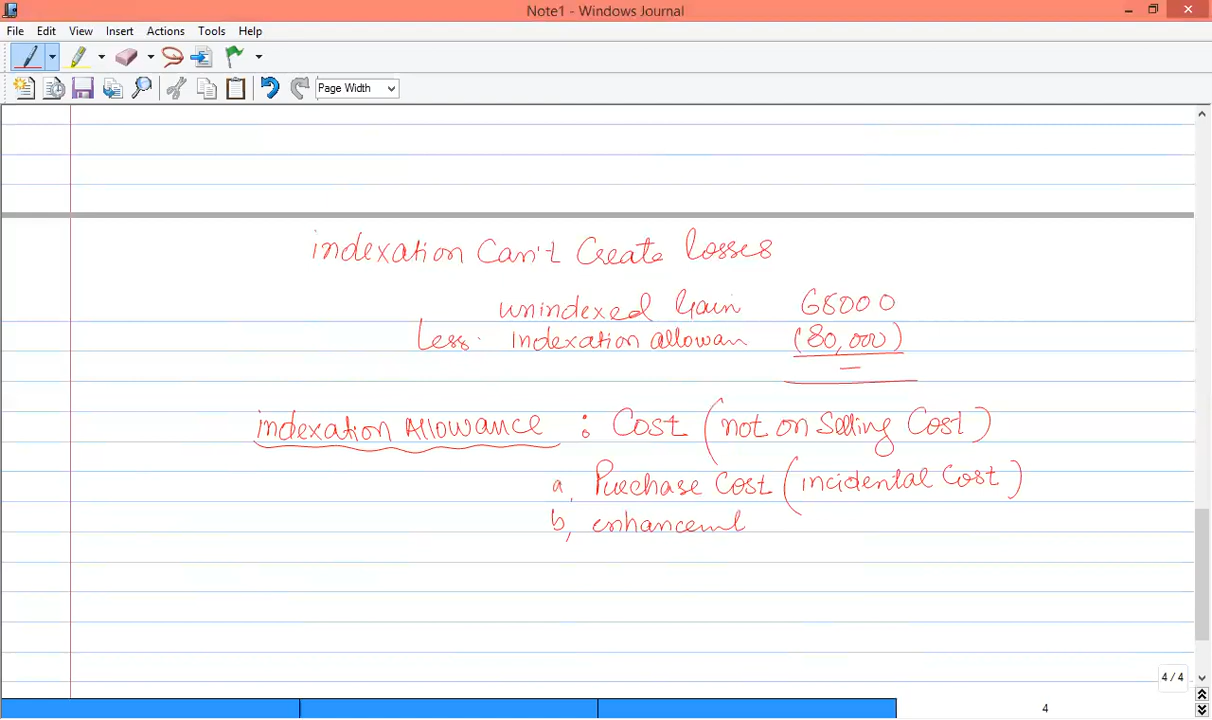 Note1 - Windows Journal
File Edit View Insert Actions Tools Help
Page Width
indexation Can't Create losses
unindexed Gain 68000
Less: Indexation allowan (80,000)
—
indexation Allowance : Cost (not on Selling Cost)
a, Purchase Cost (incidental Cost)
b, enhancemt
4 / 4
4